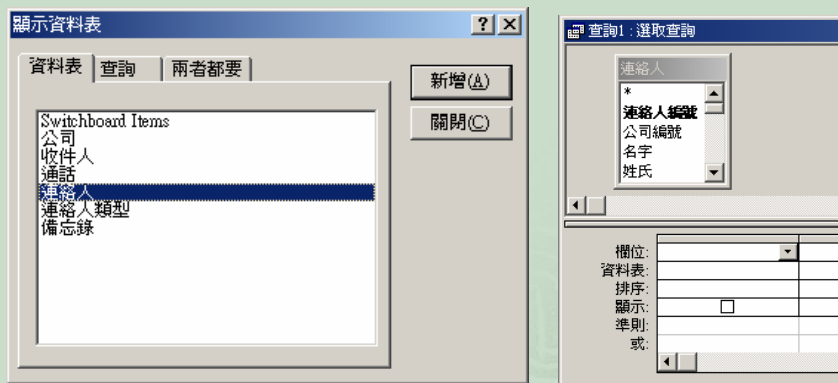 顯示資料表
資料表 查詢 兩者都要
新增(A)
關閉(C)
Switchboard Items
公司
收件人
通話
連絡人
連絡人類型
備忘錄
查詢1 : 選取查詢
連絡人
*
連絡人編號
公司編號
名字
姓氏
欄位:
資料表:
排序:
顯示:
準則:
或: